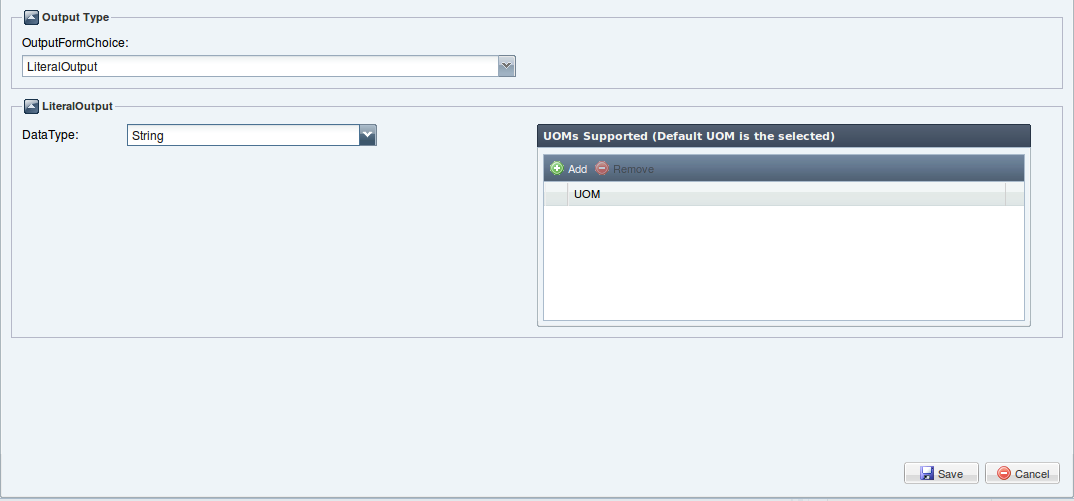 Output Type
OutputFormChoice:
LiteralOutput
LiteralOutput
DataType:
String
UOMs Supported (Default UOM is the selected)
Add
Remove
UOM
Save
Cancel